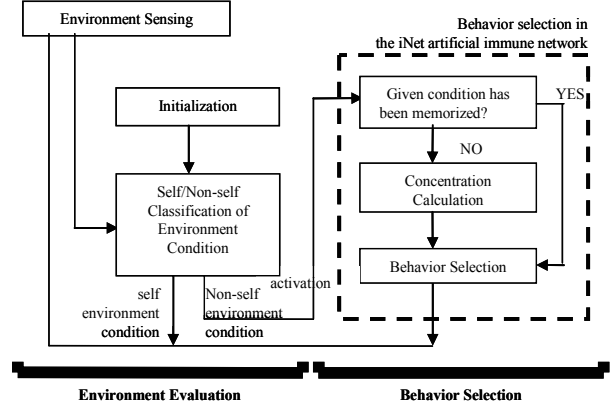 Environment Sensing
Behavior selection in
the iNet artificial immune network
Initialization
Given condition has
been memorized?
YES
NO
Self/Non-self
Classification of
Environment
Condition
Concentration
Calculation
Behavior Selection
activation
self
environment
condition
Non-self
environment
condition
Environment Evaluation
Behavior Selection